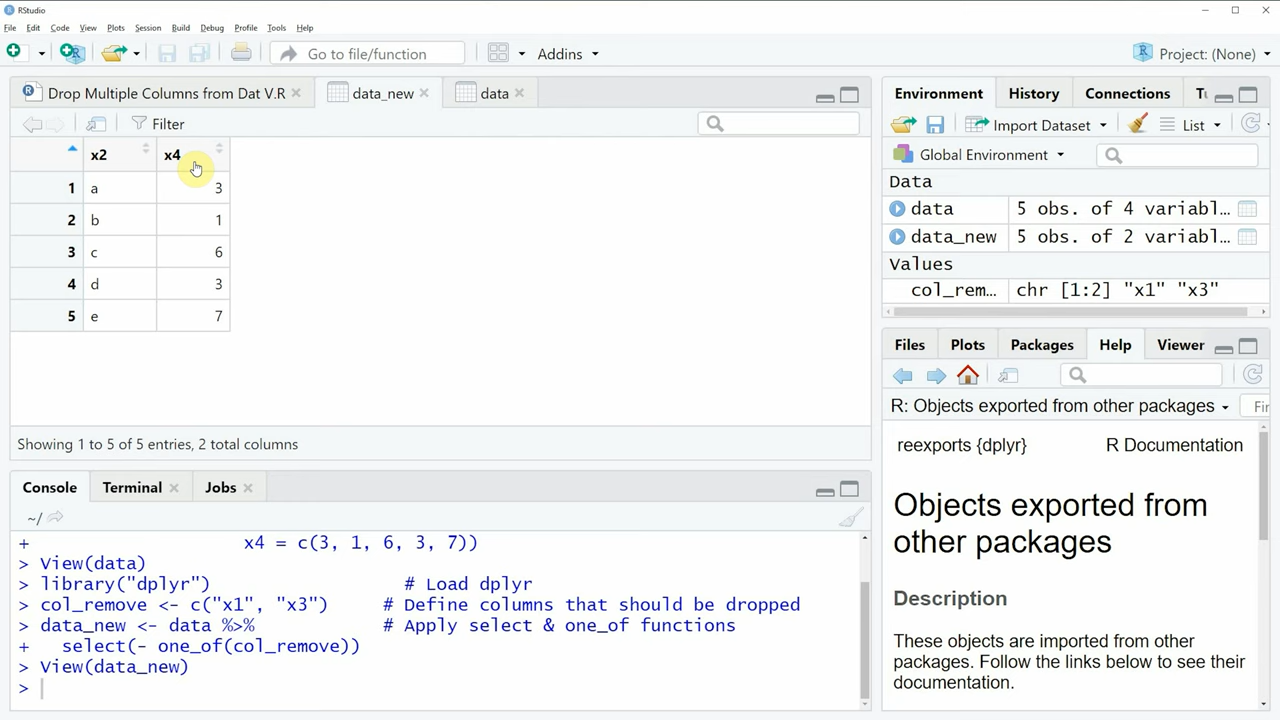 RStudio
File Edit Code View Plots Session Build Debug Profile Tools Help
Go to file/function
Addins
Project: (None)
Drop Multiple Columns from Dat V.R
data_new
data
Filter
x2 x4
1 a 3
2 b 1
3 c 6
4 d 3
5 e 7
Showing 1 to 5 of 5 entries, 2 total columns
Console Terminal Jobs
~/
+ x4 = c(3, 1, 6, 3, 7))
> View(data)
> library("dplyr") # Load dplyr
> col_remove <- c("x1", "x3") # Define columns that should be dropped
> data_new <- data %>% # Apply select & one_of functions
+ select(- one_of(col_remove))
> View(data_new)
>
Environment History Connections
Import Dataset List
Global Environment
Data
data 5 obs. of 4 variabl…
data_new 5 obs. of 2 variabl…
Values
col_rem… chr [1:2] "x1" "x3"
Files Plots Packages Help Viewer
R: Objects exported from other packages
reexports {dplyr} R Documentation
Objects exported from
other packages
Description
These objects are imported from other
packages. Follow the links below to see their
documentation.